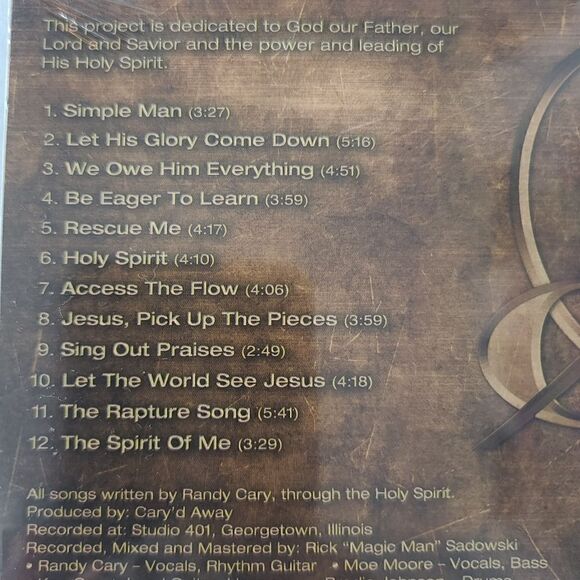 This project is dedicated to God our Father, our
Lord and Savior and the power and leading of
His Holy Spirit.
1. Simple Man (3:27)
2. Let His Glory Come Down (5:16)
3. We Owe Him Everything (4:51)
4. Be Eager To Learn (3:59)
5. Rescue Me (4:17)
6. Holy Spirit (4:10)
7. Access The Flow (4:06)
8. Jesus, Pick Up The Pieces (3:59)
9. Sing Out Praises (2:49)
10. Let The World See Jesus (4:18)
11. The Rapture Song (5:41)
12. The Spirit Of Me (3:29)
All songs written by Randy Cary, through the Holy Spirit.
Produced by: Cary'd Away
Recorded at: Studio 401, Georgetown, Illinois
Recorded, Mixed and Mastered by: Rick "Magic Man" Sadowski
• Randy Cary - Vocals, Rhythm Guitar • Moe Moore - Vocals, Bass